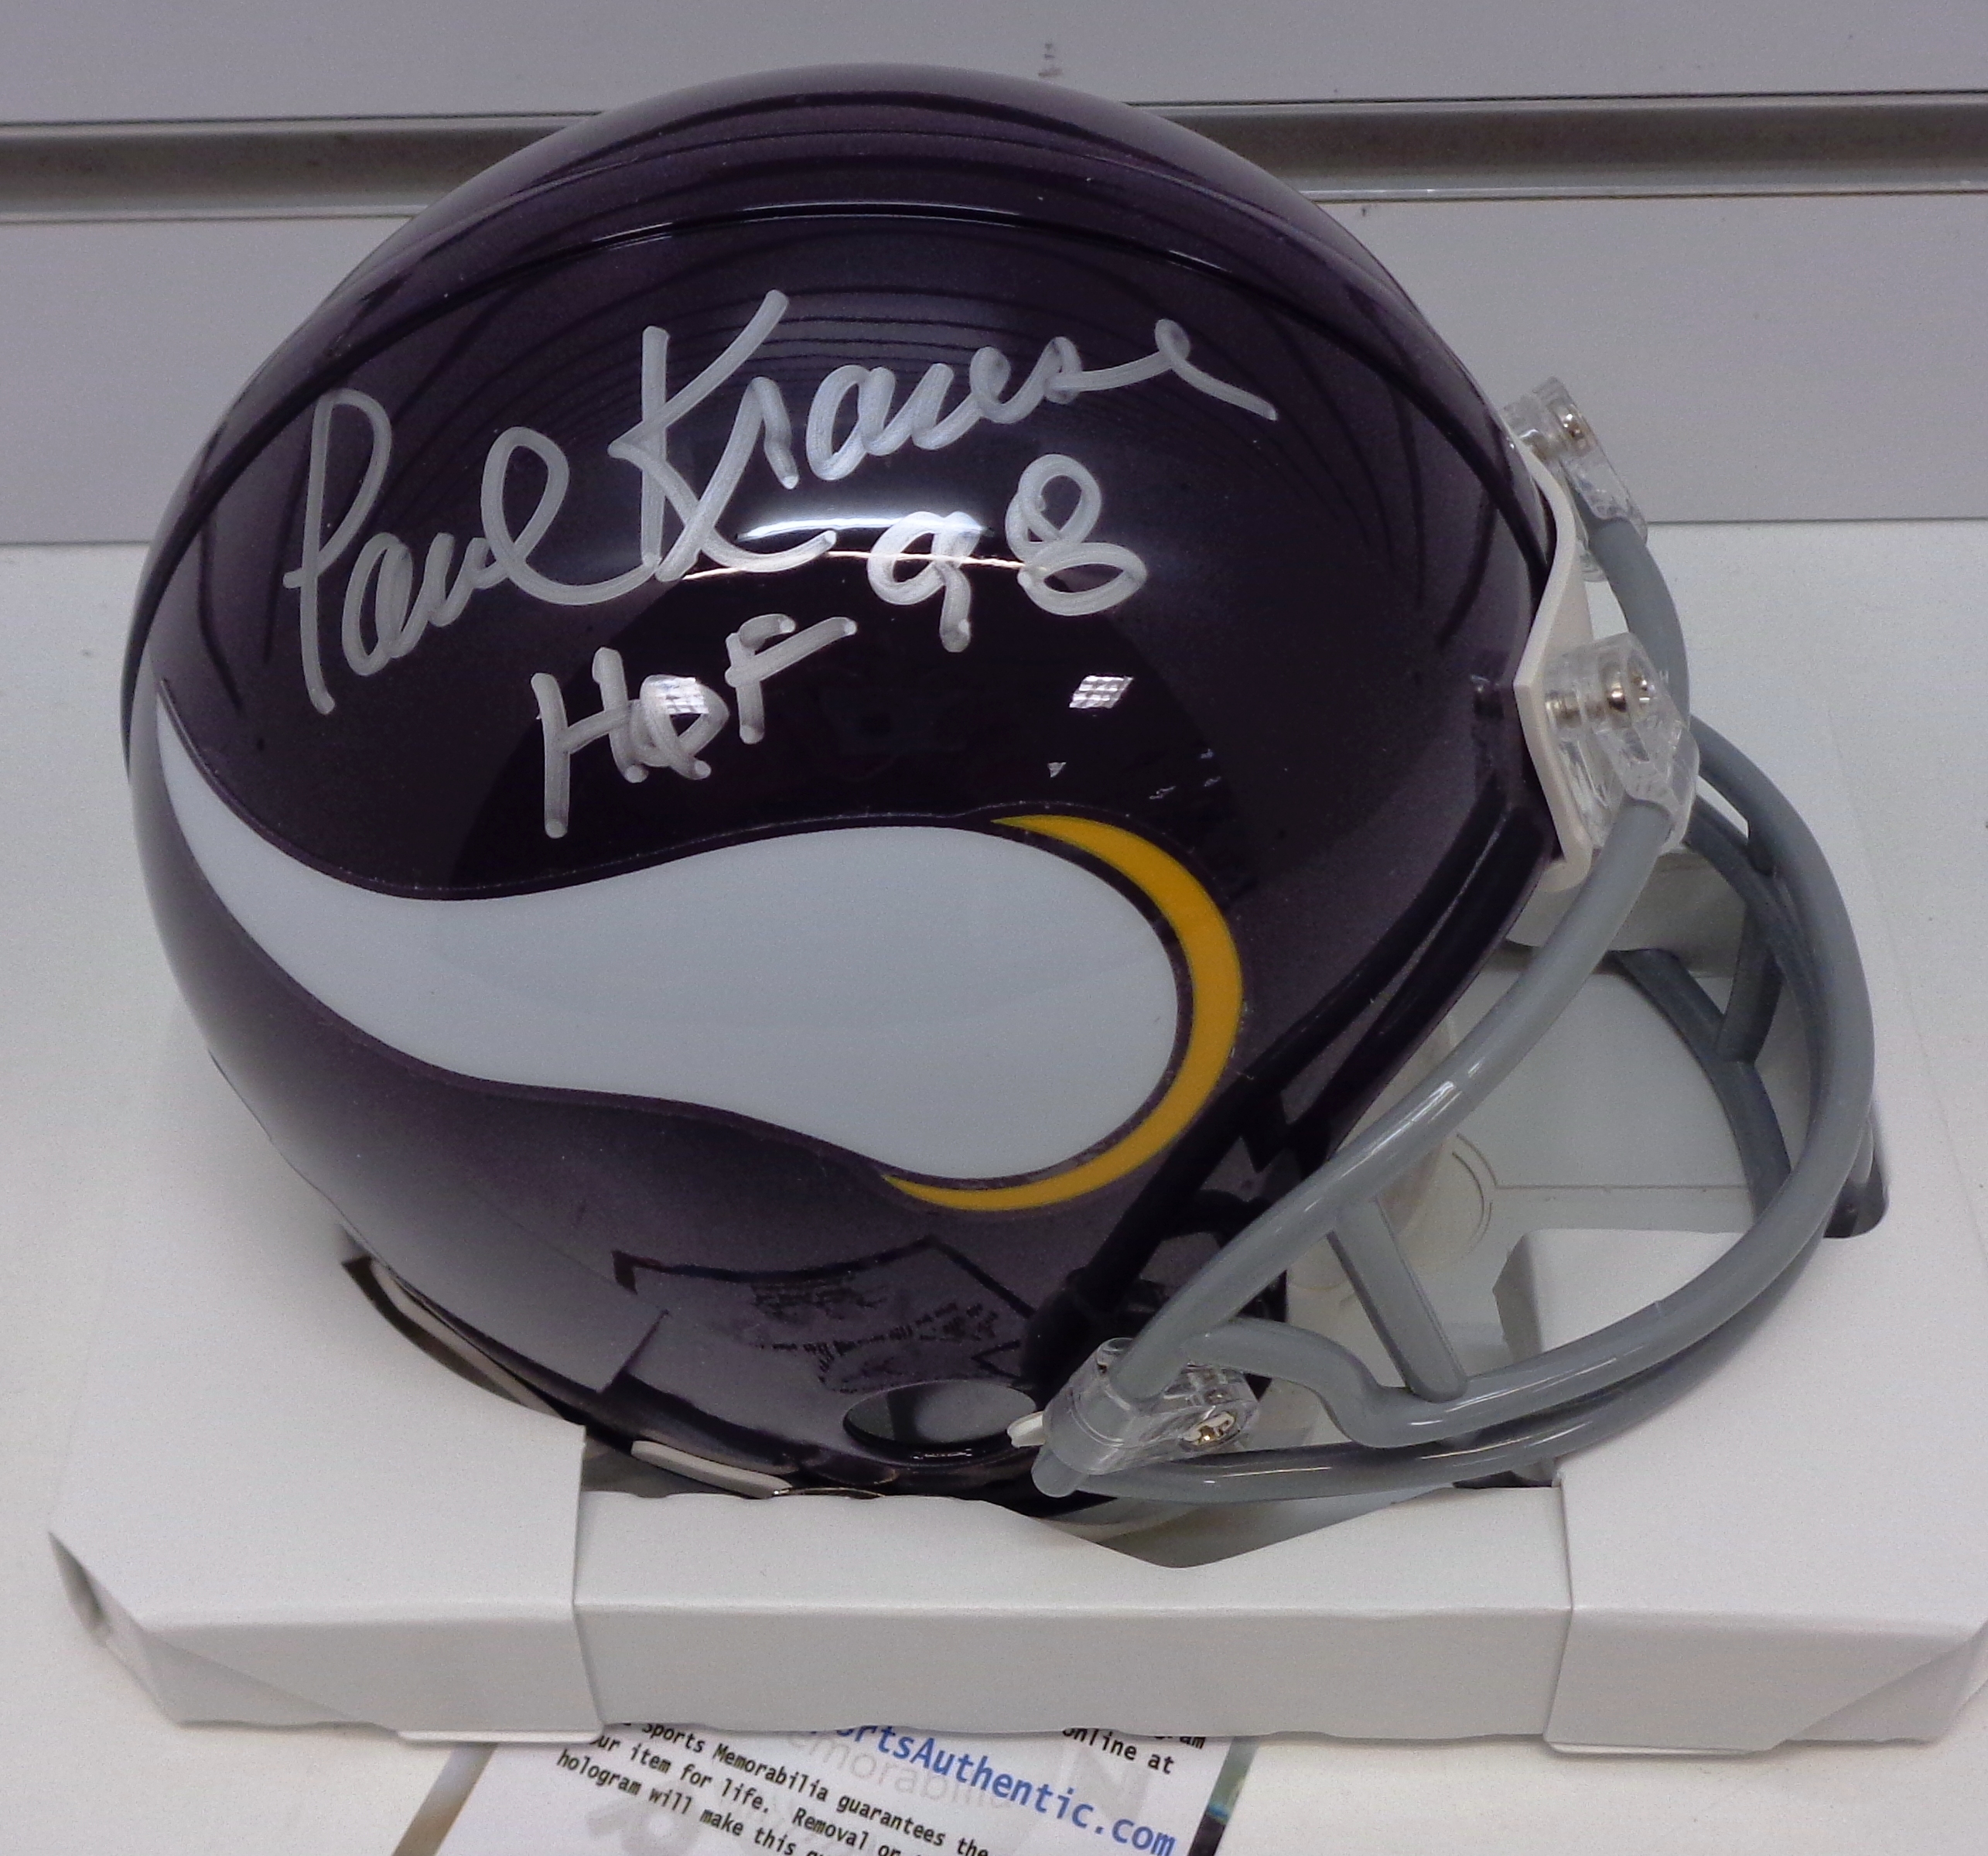 Paul Krause
HOF 98
online at
Sports Memorabilia guarantees the
item for life. Removal or
hologram will make this
rtsAuthentic.com